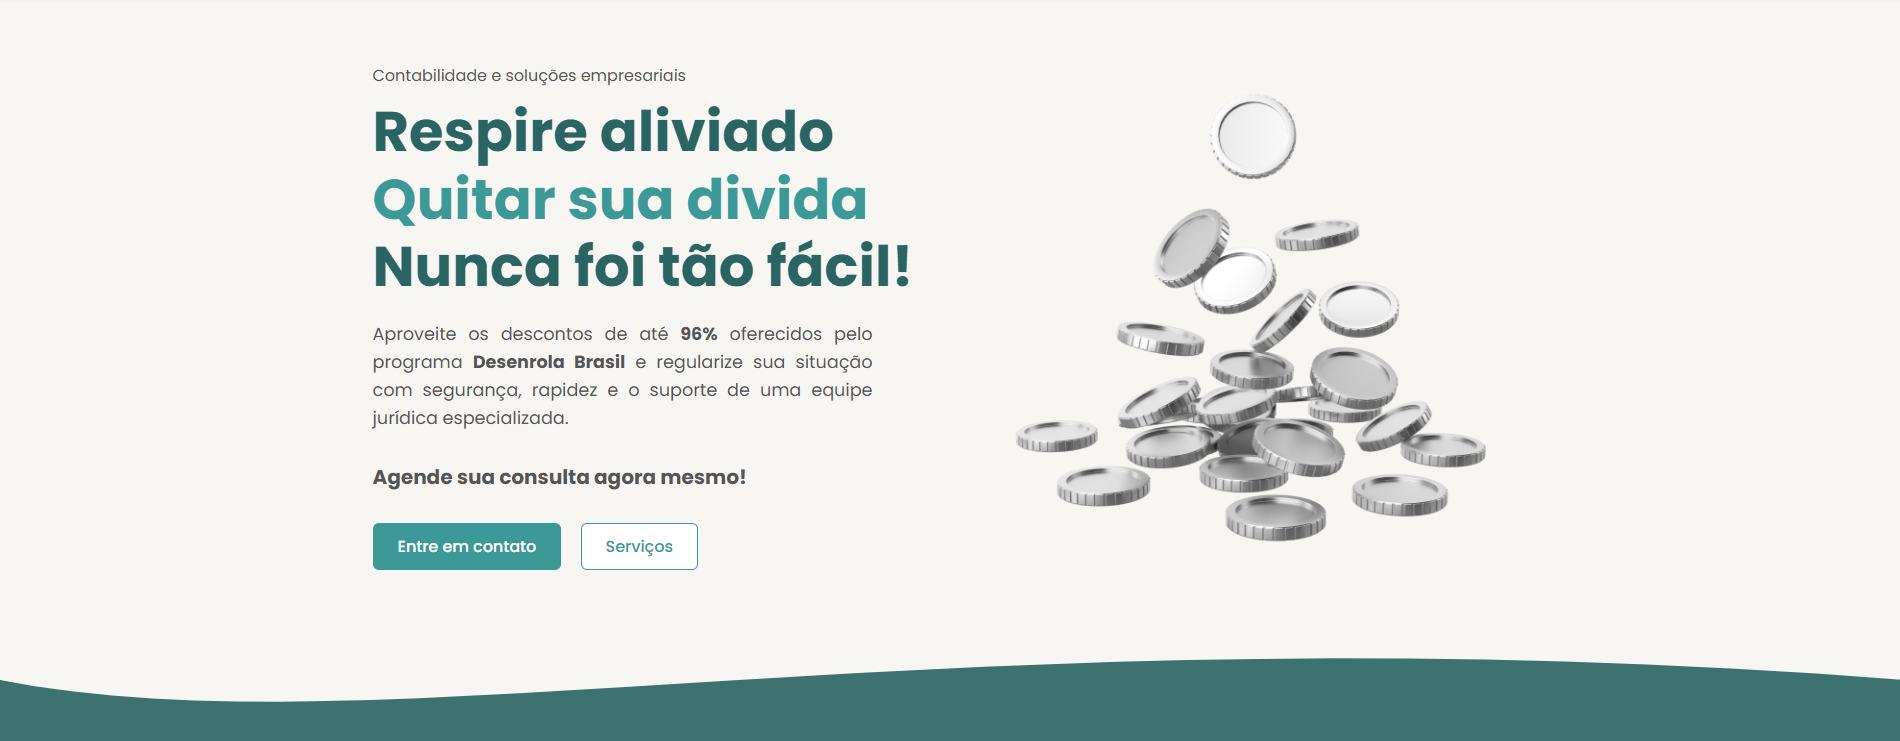 Contabilidade e soluções empresariais
Respire aliviado
Quitar sua divida
Nunca foi tão fácil!
Aproveite os descontos de até 96% oferecidos pelo
programa Desenrola Brasil e regularize sua situação
com segurança, rapidez e o suporte de uma equipe
jurídica especializada.
Agende sua consulta agora mesmo!
Entre em contato
Serviços